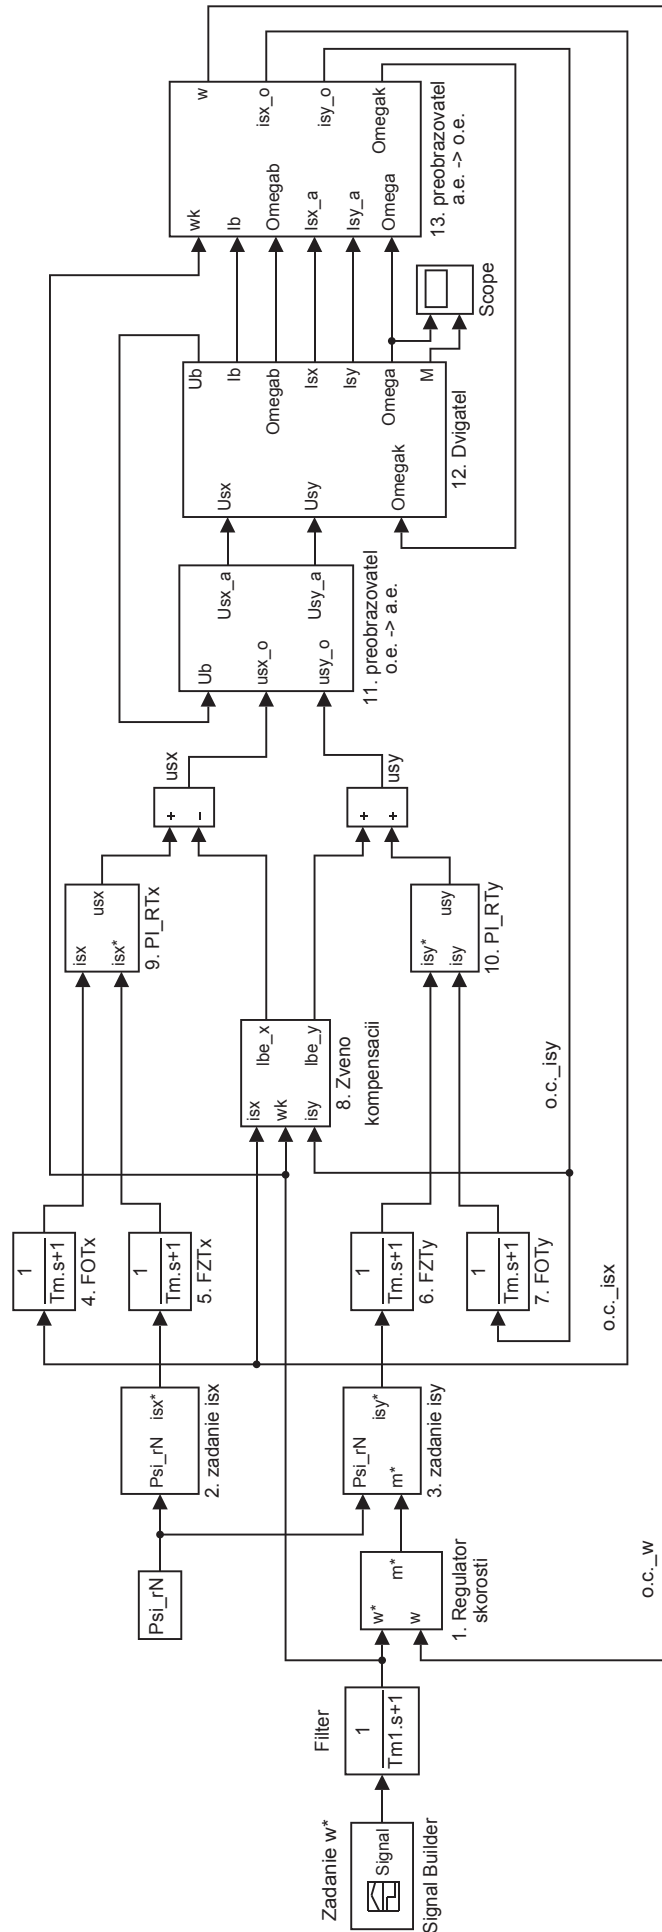 Zadanie w*
Signal
Signal Builder
Filter
1
Tm1.s+1
w*
w
m*
1. Regulator
skorosti
Psi_rN
Psi_rN
isx*
2. zadanie isx
Psi_rN
m*
isy*
3. zadanie isy
1
Tm.s+1
4. FOTx
1
Tm.s+1
5. FZTx
1
Tm.s+1
6. FZTy
1
Tm.s+1
7. FOTy
isx
wk
isy
Ibe_x
Ibe_y
8. Zveno
kompensacii
isx
isx*
usx
9. PI_RTx
isy*
isy
usy
10. PI_RTy
+
-
usx
+
+
usy
Ub
usx_o
usy_o
Usx_a
Usy_a
11. preobrazovatel
o.e. -> a.e.
Usx
Usy
Omegak
Ub
Ib
Omegab
Isx
Isy
Omega
M
12. Dvigatel
Scope
wk
Ib
Omegab
Isx_a
Isy_a
Omega
w
isx_o
isy_o
Omegak
13. preobrazovatel
a.e. -> o.e.
o.c._isy
o.c._isx
o.c._w